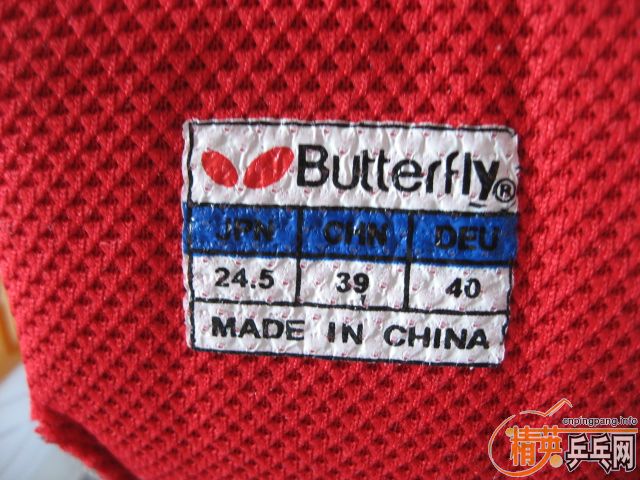 Butterfly®
JPN CHN DEU
24.5 39 40
MADE IN CHINA
cnpingpang.info
精英乒乓网